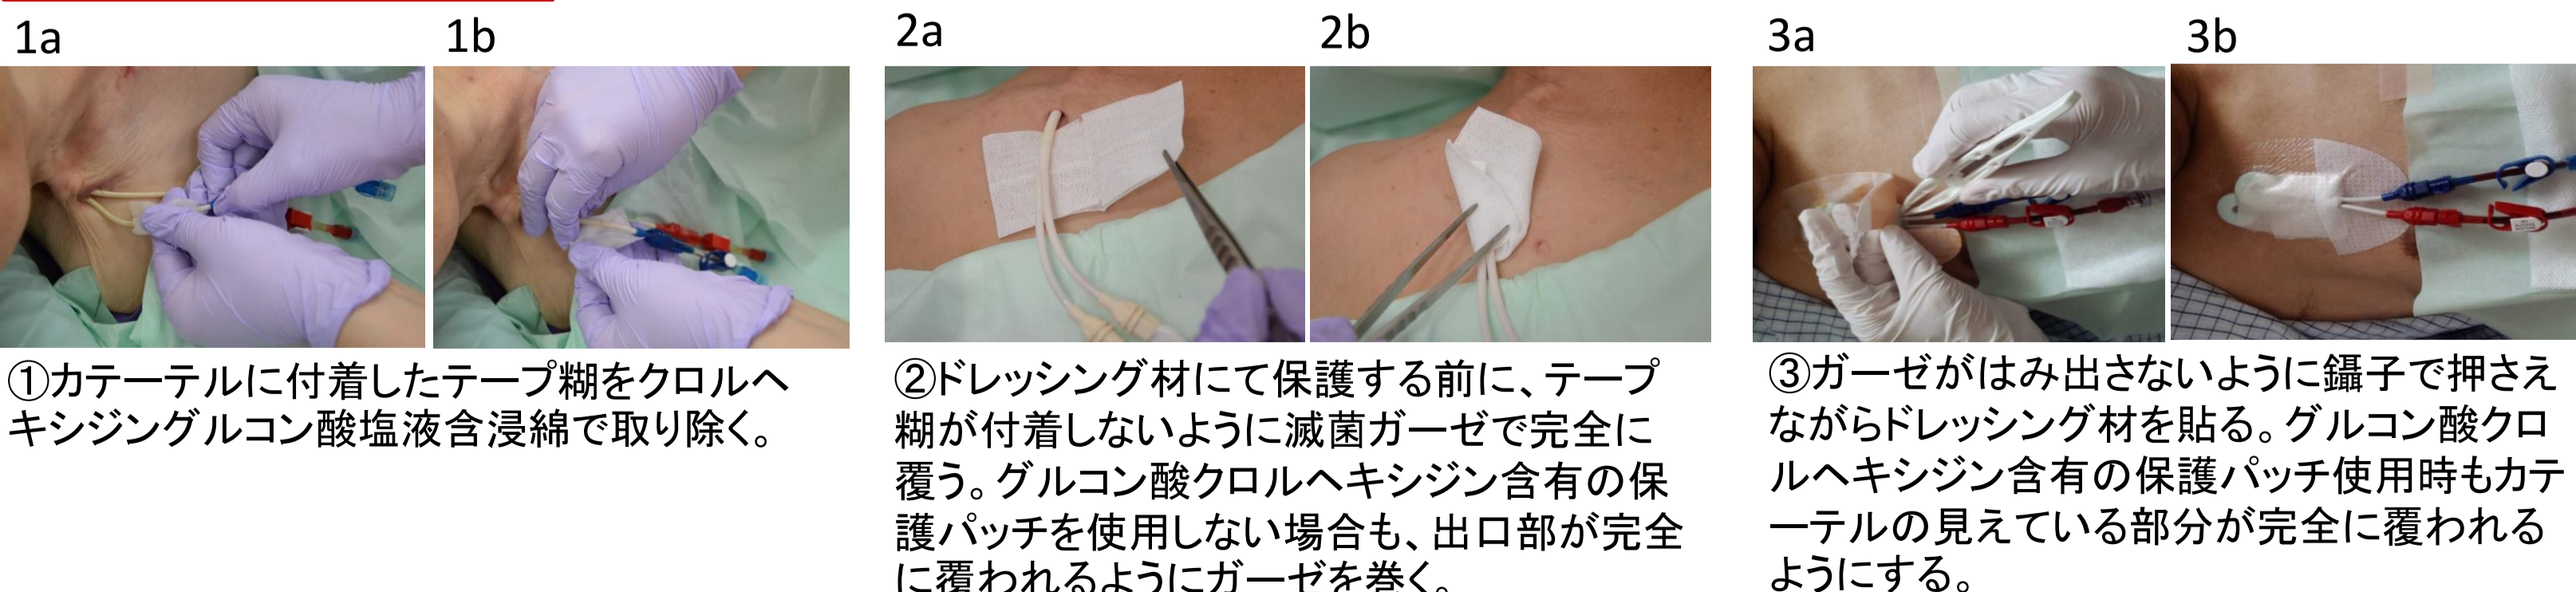 1a
1b
①カテーテルに付着したテープ糊をクロルヘ
キシジングルコン酸塩液含浸綿で取り除く。
2a
2b
②ドレッシング材にて保護する前に、テープ
糊が付着しないように滅菌ガーゼで完全に
覆う。グルコン酸クロルヘキシジン含有の保
護パッチを使用しない場合も、出口部が完全
に覆われるようにガーゼを巻く。
3a
3b
③ガーゼがはみ出さないように鑷子で押さえ
ながらドレッシング材を貼る。グルコン酸クロ
ルヘキシジン含有の保護パッチ使用時もカテ
ーテルの見えている部分が完全に覆われる
ようにする。